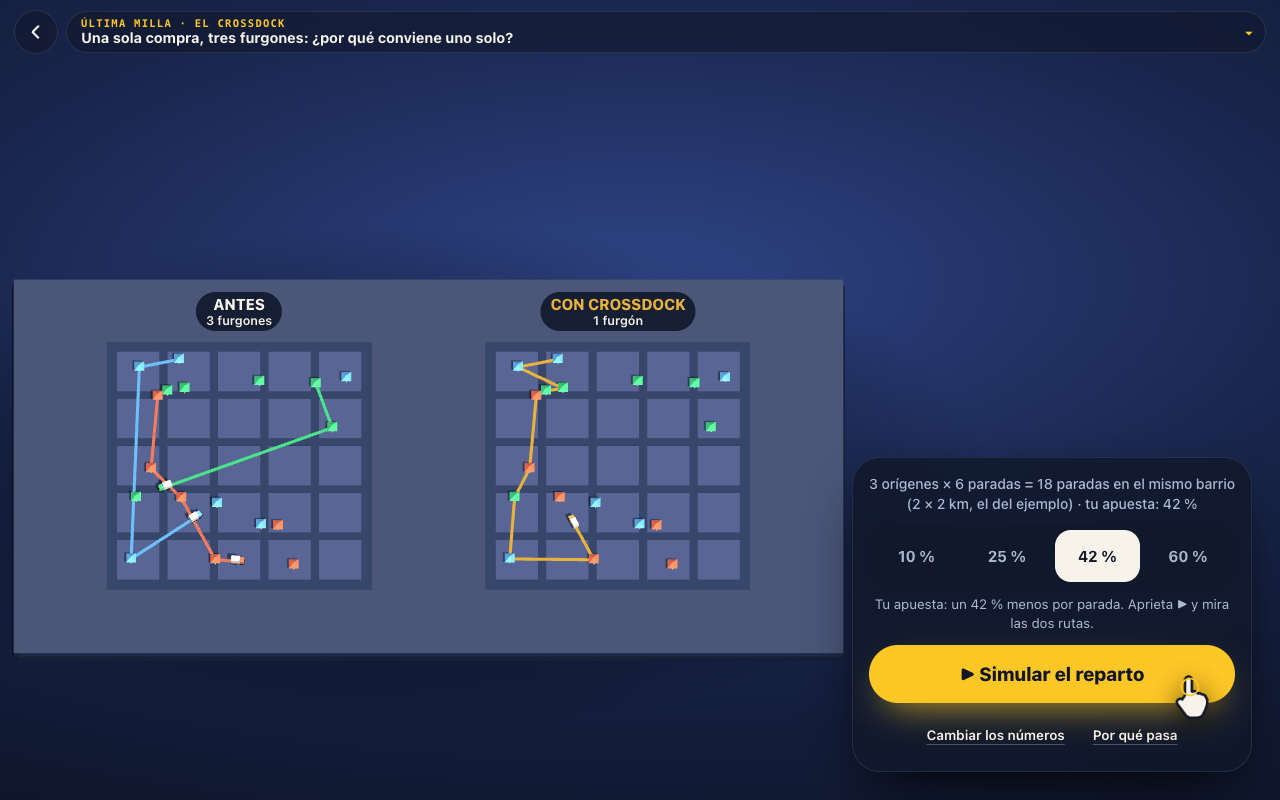 ÚLTIMA MILLA · EL CROSSDOCK
Una sola compra, tres furgones: ¿por qué conviene uno solo?
ANTES
3 furgones
CON CROSSDOCK
1 furgón
3 orígenes × 6 paradas = 18 paradas en el mismo barrio
(2 × 2 km, el del ejemplo) · tu apuesta: 42 %
10 %
25 %
42 %
60 %
Tu apuesta: un 42 % menos por parada. Aprieta ▶ y mira
las dos rutas.
▶ Simular el reparto
Cambiar los números
Por qué pasa